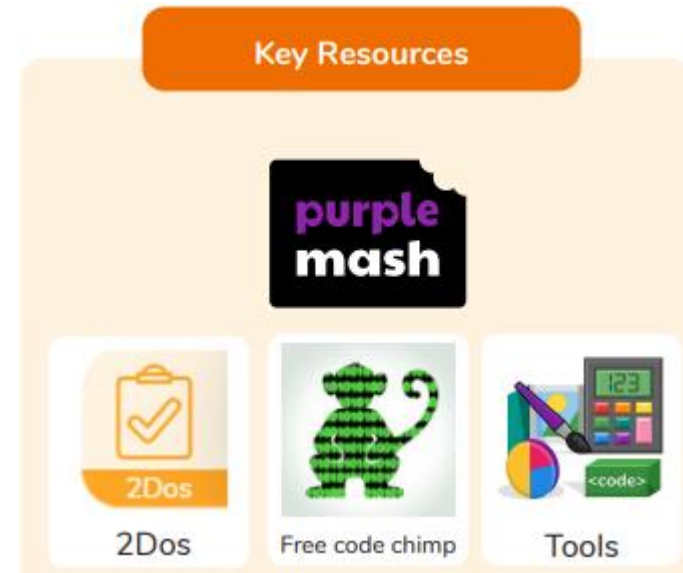 Key Resources
purple
mash
2Dos
2Dos
Free code chimp
123
<code>
Tools